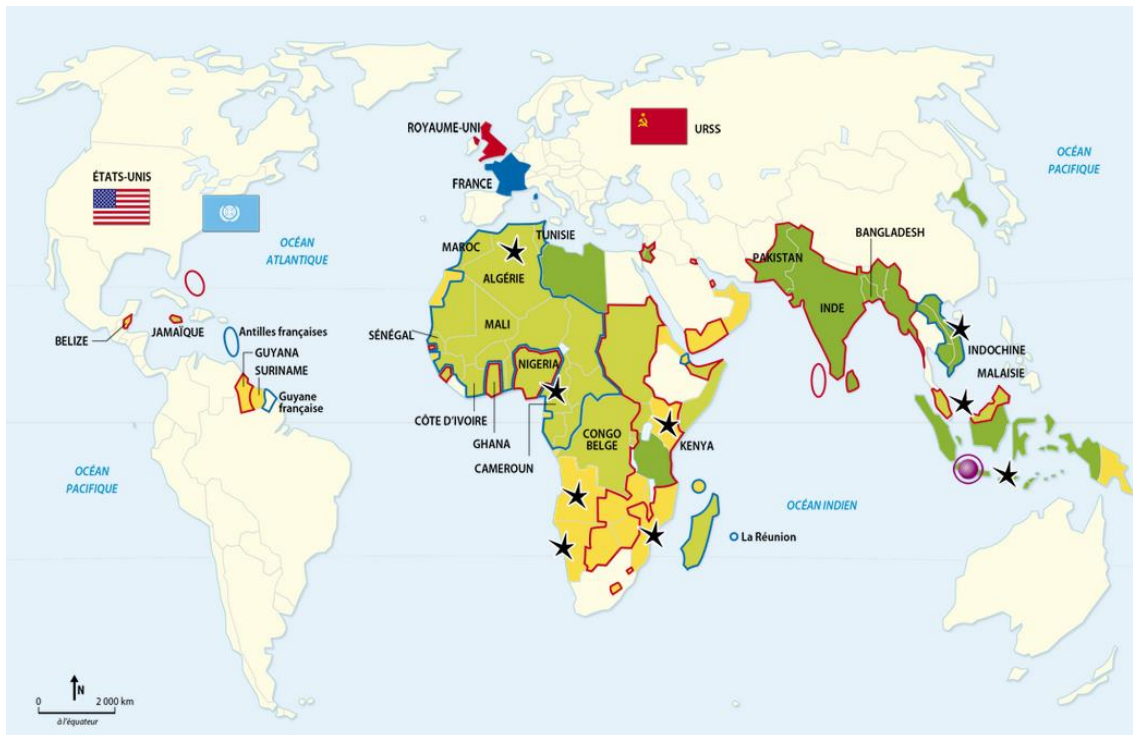 ROYAUME-UNI
URSS
OCÉAN
PACIFIQUE
ÉTATS-UNIS
FRANCE
OCÉAN
ATLANTIQUE
MAROC
TUNISIE
BANGLADESH
PAKISTAN
ALGÉRIE
INDE
BELIZE
JAMAÏQUE
Antilles françaises
SÉNÉGAL
MALI
INDOCHINE
GUYANA
SURINAME
NIGERIA
MALAISIE
Guyane
française
CÔTE D'IVOIRE
GHANA
CAMEROUN
CONGO
BELGE
KENYA
OCÉAN
PACIFIQUE
OCÉAN INDIEN
La Réunion
N
0 2 000 km
à l'équateur